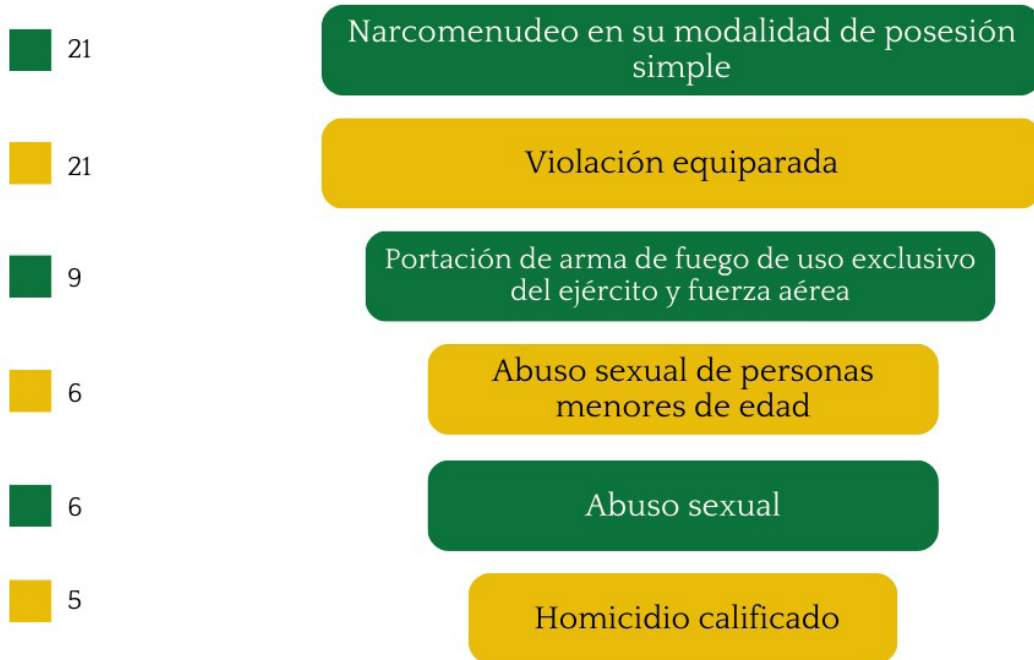 21
Narcomenudeo en su modalidad de posesión
simple
21
Violación equiparada
9
Portación de arma de fuego de uso exclusivo
del ejército y fuerza aérea
6
Abuso sexual de personas
menores de edad
6
Abuso sexual
5
Homicidio calificado